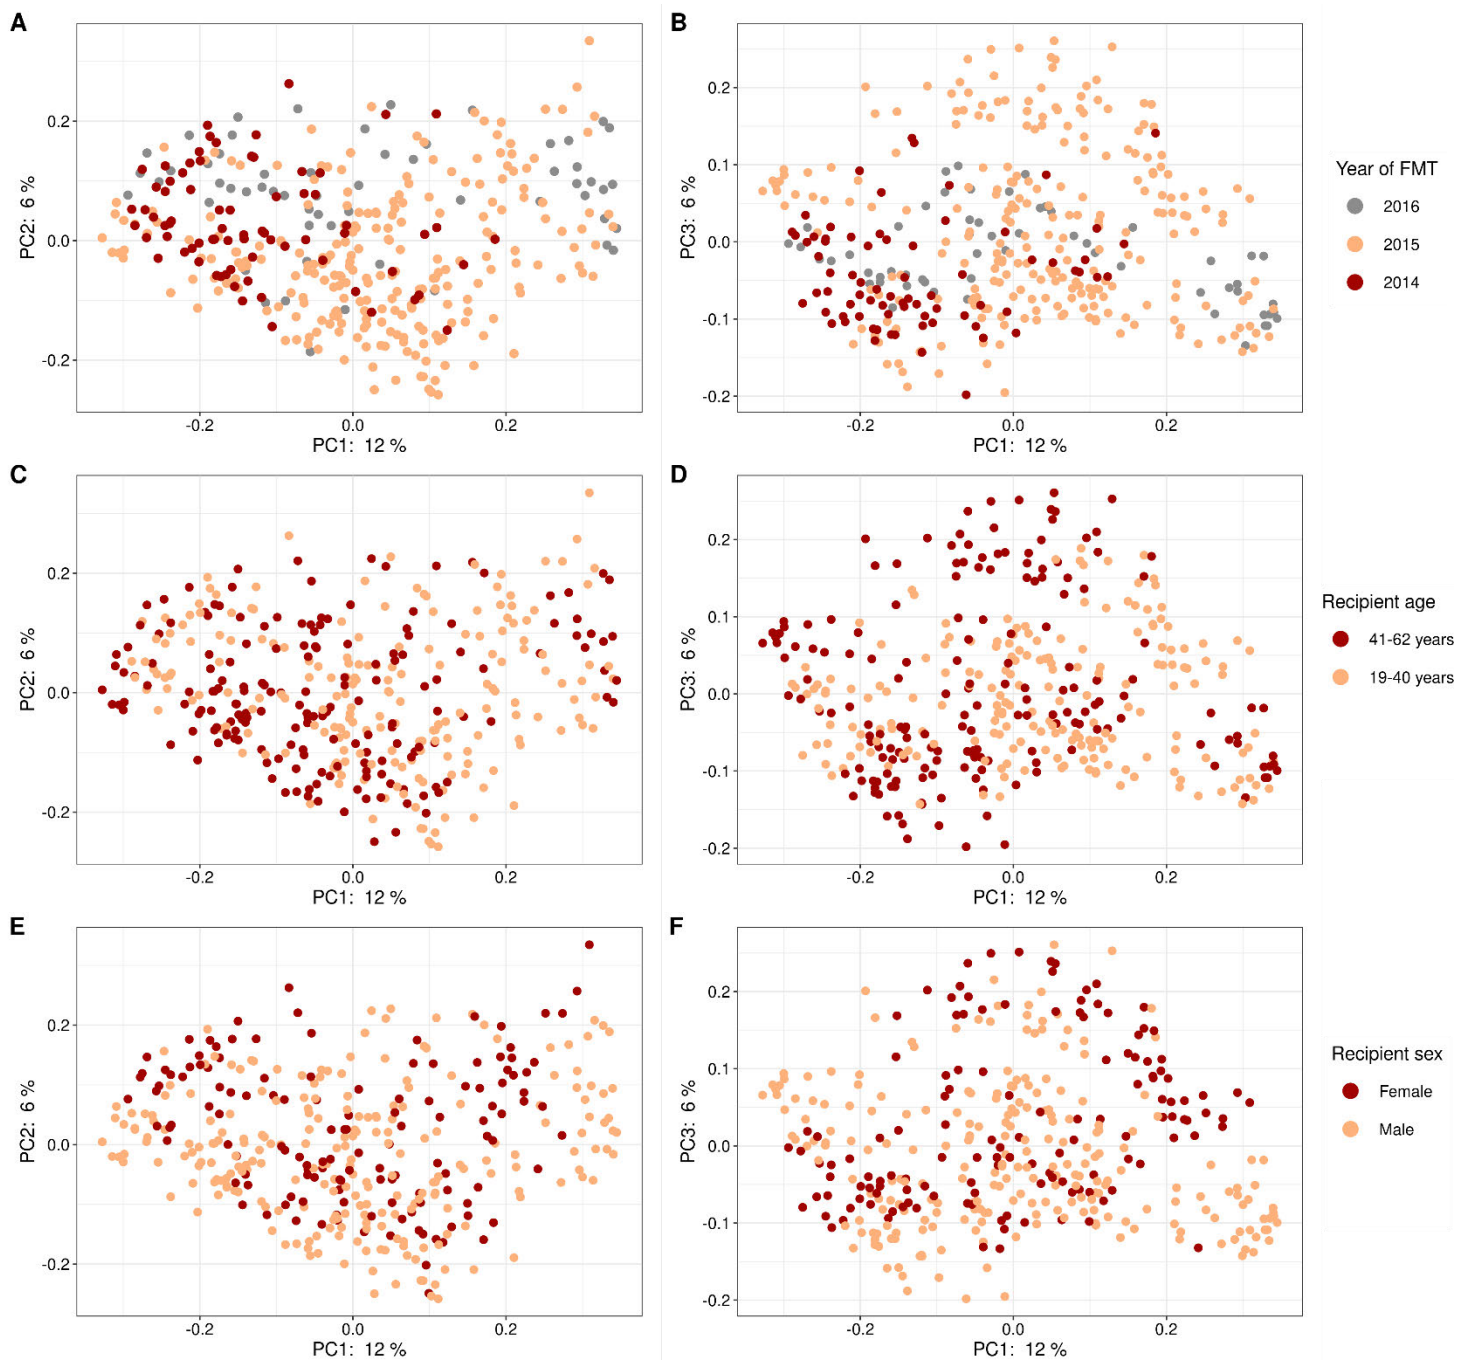 A
B
0.2
0.0
-0.2
PC2: 6 %
-0.2
0.0
0.2
PC1: 12 %
0.2
0.1
0.0
-0.1
-0.2
PC3: 6 %
-0.2
0.0
0.2
PC1: 12 %
Year of FMT
2016
2015
2014
C
D
0.2
0.0
-0.2
PC2: 6 %
-0.2
0.0
0.2
PC1: 12 %
0.2
0.1
0.0
-0.1
-0.2
PC3: 6 %
-0.2
0.0
0.2
PC1: 12 %
Recipient age
41-62 years
19-40 years
E
F
0.2
0.0
-0.2
PC2: 6 %
-0.2
0.0
0.2
PC1: 12 %
0.2
0.1
0.0
-0.1
-0.2
PC3: 6 %
-0.2
0.0
0.2
PC1: 12 %
Recipient sex
Female
Male